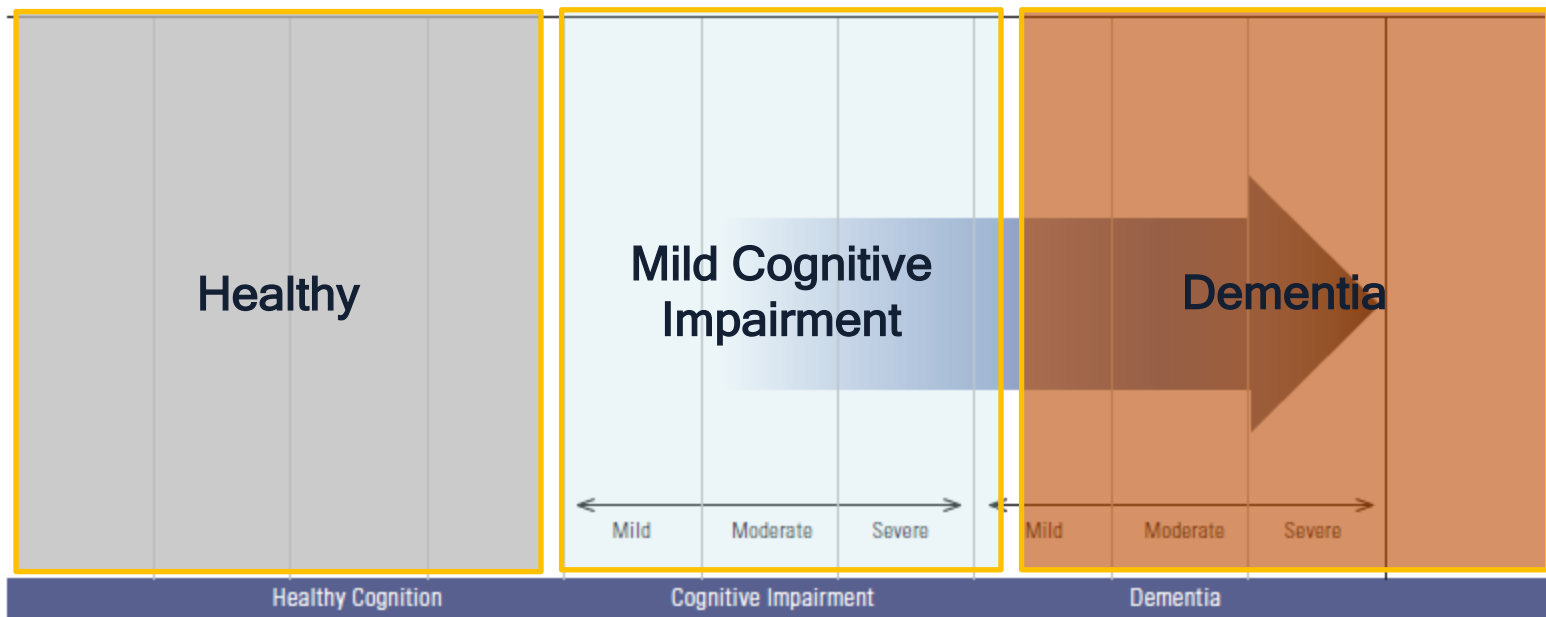 Healthy
Mild Cognitive
Impairment
Dementia
Mild Moderate Severe Mild Moderate Severe
Healthy Cognition Cognitive Impairment Dementia